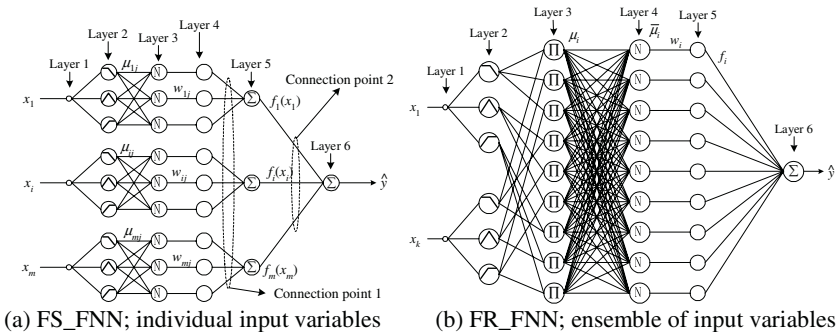 Layer 1
Layer 2
Layer 3
Layer 4
Layer 5
Connection point 2
Layer 6
x1
xi
xm
μ1j
μij
μmj
N
N
N
N
N
N
N
N
N
w1j
wij
wmj
Σ
Σ
Σ
Σ
f1(x1)
fi(xi)
fm(xm)
ŷ
Connection point 1
(a) FS_FNN; individual input variables
Layer 1
Layer 2
Layer 3
Layer 4
Layer 5
Layer 6
x1
xk
μi
μ̅i
wi
fi
Π
Π
Π
Π
Π
Π
Π
Π
Π
N
N
N
N
N
N
N
N
N
Σ
ŷ
(b) FR_FNN; ensemble of input variables